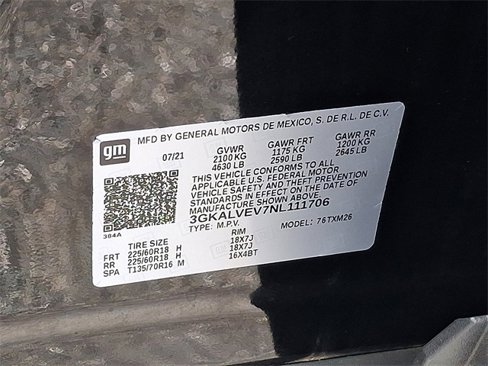 gm
MFD BY GENERAL MOTORS DE MEXICO, S. DE R.L. DE C.V.
07/21 GVWR GAWR FRT GAWR RR
2100 KG 1175 KG 1200 KG
4630 LB 2590 LB 2645 LB
THIS VEHICLE CONFORMS TO ALL
APPLICABLE U.S. FEDERAL MOTOR
VEHICLE SAFETY AND THEFT PREVENTION
STANDARDS IN EFFECT ON THE DATE OF
MANUFACTURE SHOWN ABOVE.
3GKALVEV7NL111706
TYPE: M.P.V. MODEL: 76TXM26
384A
TIRE SIZE RIM
FRT 225/60R18 H 18X7J
RR 225/60R18 H 18X7J
SPA T135/70R16 M 16X4BT